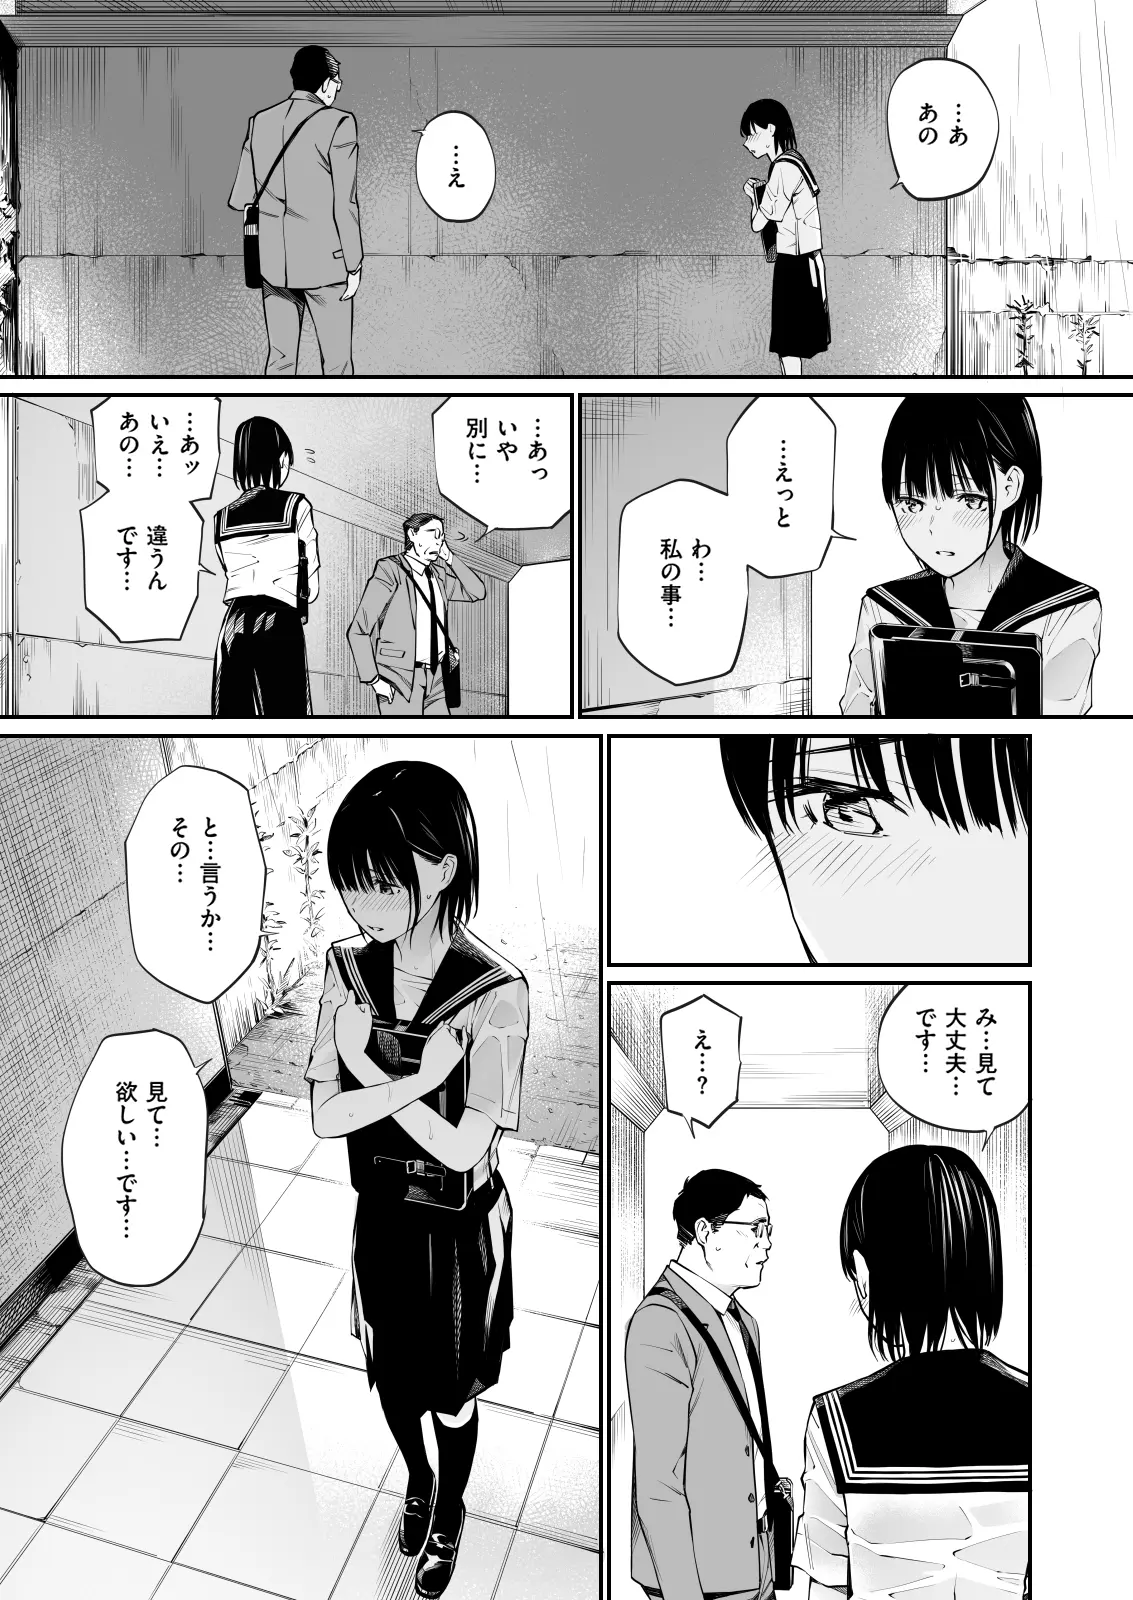 …あ
あの
…え
…えっと
わ…
私の事…
…あっ
いや
別に…
…あッ
いえ…
あの…
違うん
です…
み…見て
大丈夫…
です…
え…?
と…言うか…
その…
見て…
欲しい…です…